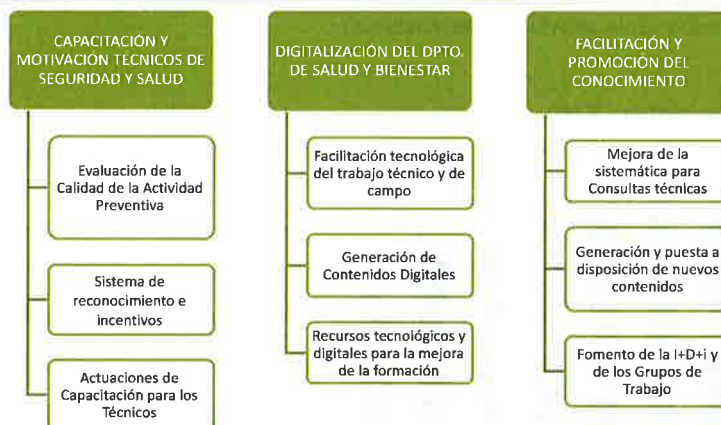 CAPACITACIÓN Y
MOTIVACIÓN TÉCNICOS DE
SEGURIDAD Y SALUD
Evaluación de la
Calidad de la Actividad
Preventiva
Sistema de
reconocimiento e
incentivos
Actuaciones de
Capacitación para los
Técnicos
DIGITALIZACIÓN DEL DPTO.
DE SALUD Y BIENESTAR
Facilitación tecnológica
del trabajo técnico y de
campo
Generación de
Contenidos Digitales
Recursos tecnológicos y
digitales para la mejora
de la formación
FACILITACIÓN Y
PROMOCIÓN DEL
CONOCIMIENTO
Mejora de la
sistemática para
Consultas técnicas
Generación y puesta a
disposición de nuevos
contenidos
Fomento de la I+D+i y
de los Grupos de
Trabajo